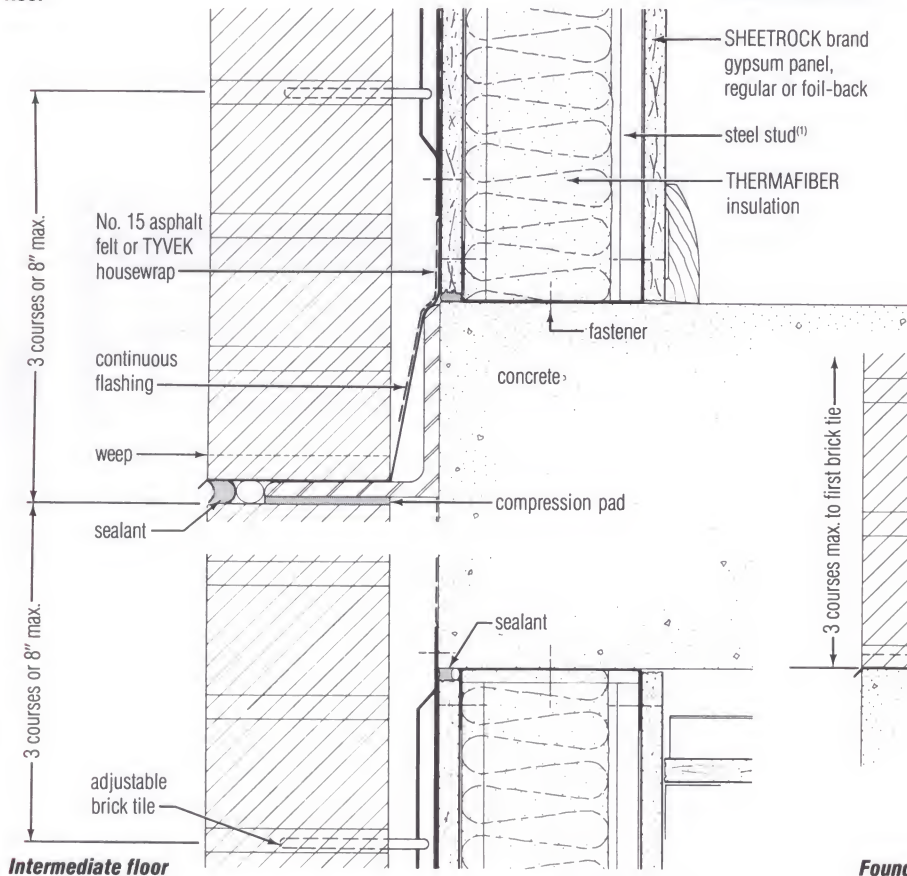 SHEETROCK brand
gypsum panel,
regular or foil-back
steel stud(1)
THERMAFIBER
insulation
No. 15 asphalt
felt or TYVEK
housewrap
3 courses or 8" max.
fastener
continuous
flashing
concrete
weep
compression pad
sealant
3 courses max. to first brick tie
sealant
3 courses or 8" max.
adjustable
brick tile
Intermediate floor